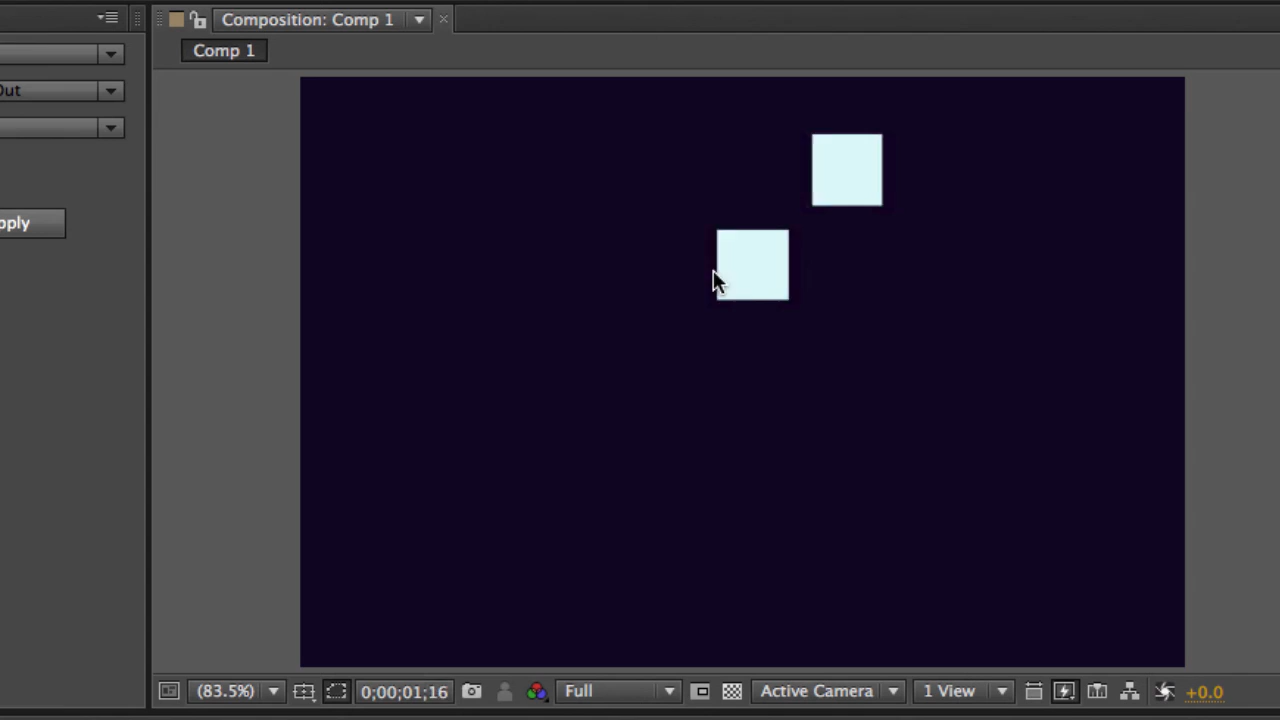 Composition: Comp 1
Comp 1
Out
pply
(83.5%)
0;00;01;16
Full
Active Camera
1 View
+0.0